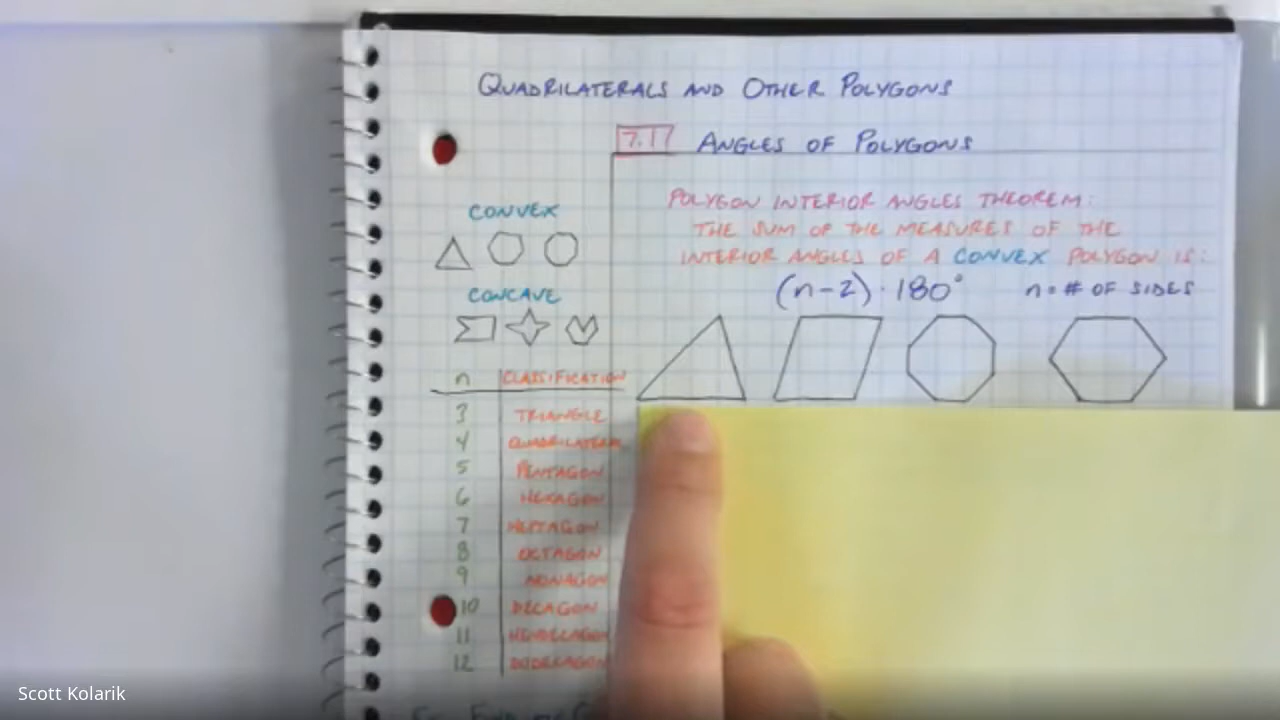 QUADRILATERALS AND OTHER POLYGONS
7.1 ANGLES OF POLYGONS
CONVEX
CONCAVE
n CLASSIFICATION
3 TRIANGLE
4 QUADRILATERAL
5 PENTAGON
6 HEXAGON
7 HEPTAGON
8 OCTAGON
9 NONAGON
10 DECAGON
11 HENDECAGON
12 DODECAGON
POLYGON INTERIOR ANGLES THEOREM:
THE SUM OF THE MEASURES OF THE
INTERIOR ANGLES OF A CONVEX POLYGON IS:
(n-2)·180° n = # OF SIDES
Scott Kolarik